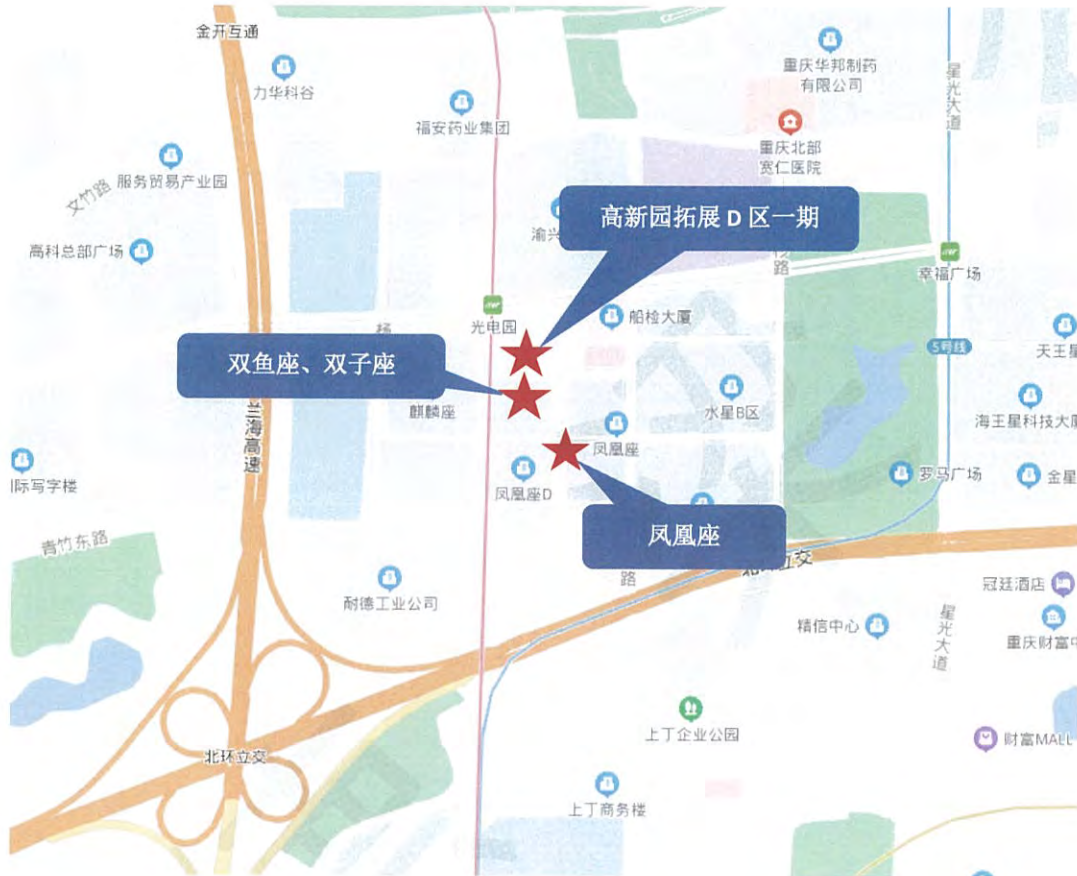 金开互通
力华科谷
重庆华邦制药
有限公司
星光大道
福安药业集团
重庆北部
宽仁医院
服务贸易产业园
文竹路
高新园拓展 D 区一期
高科总部广场
渝兴
路
幸福广场
光电园
船检大厦
杨
5号线
天王星
双鱼座、双子座
麒麟座
水星B区
海王星科技大厦
兰海高速
凤凰座
罗马广场
金星
国际写字楼
凤凰座D
凤凰座
青竹东路
北环立交
路
冠廷酒店
耐德工业公司
精信中心
星光大道
重庆财富中
上丁企业公园
财富MALL
北环立交
上丁商务楼